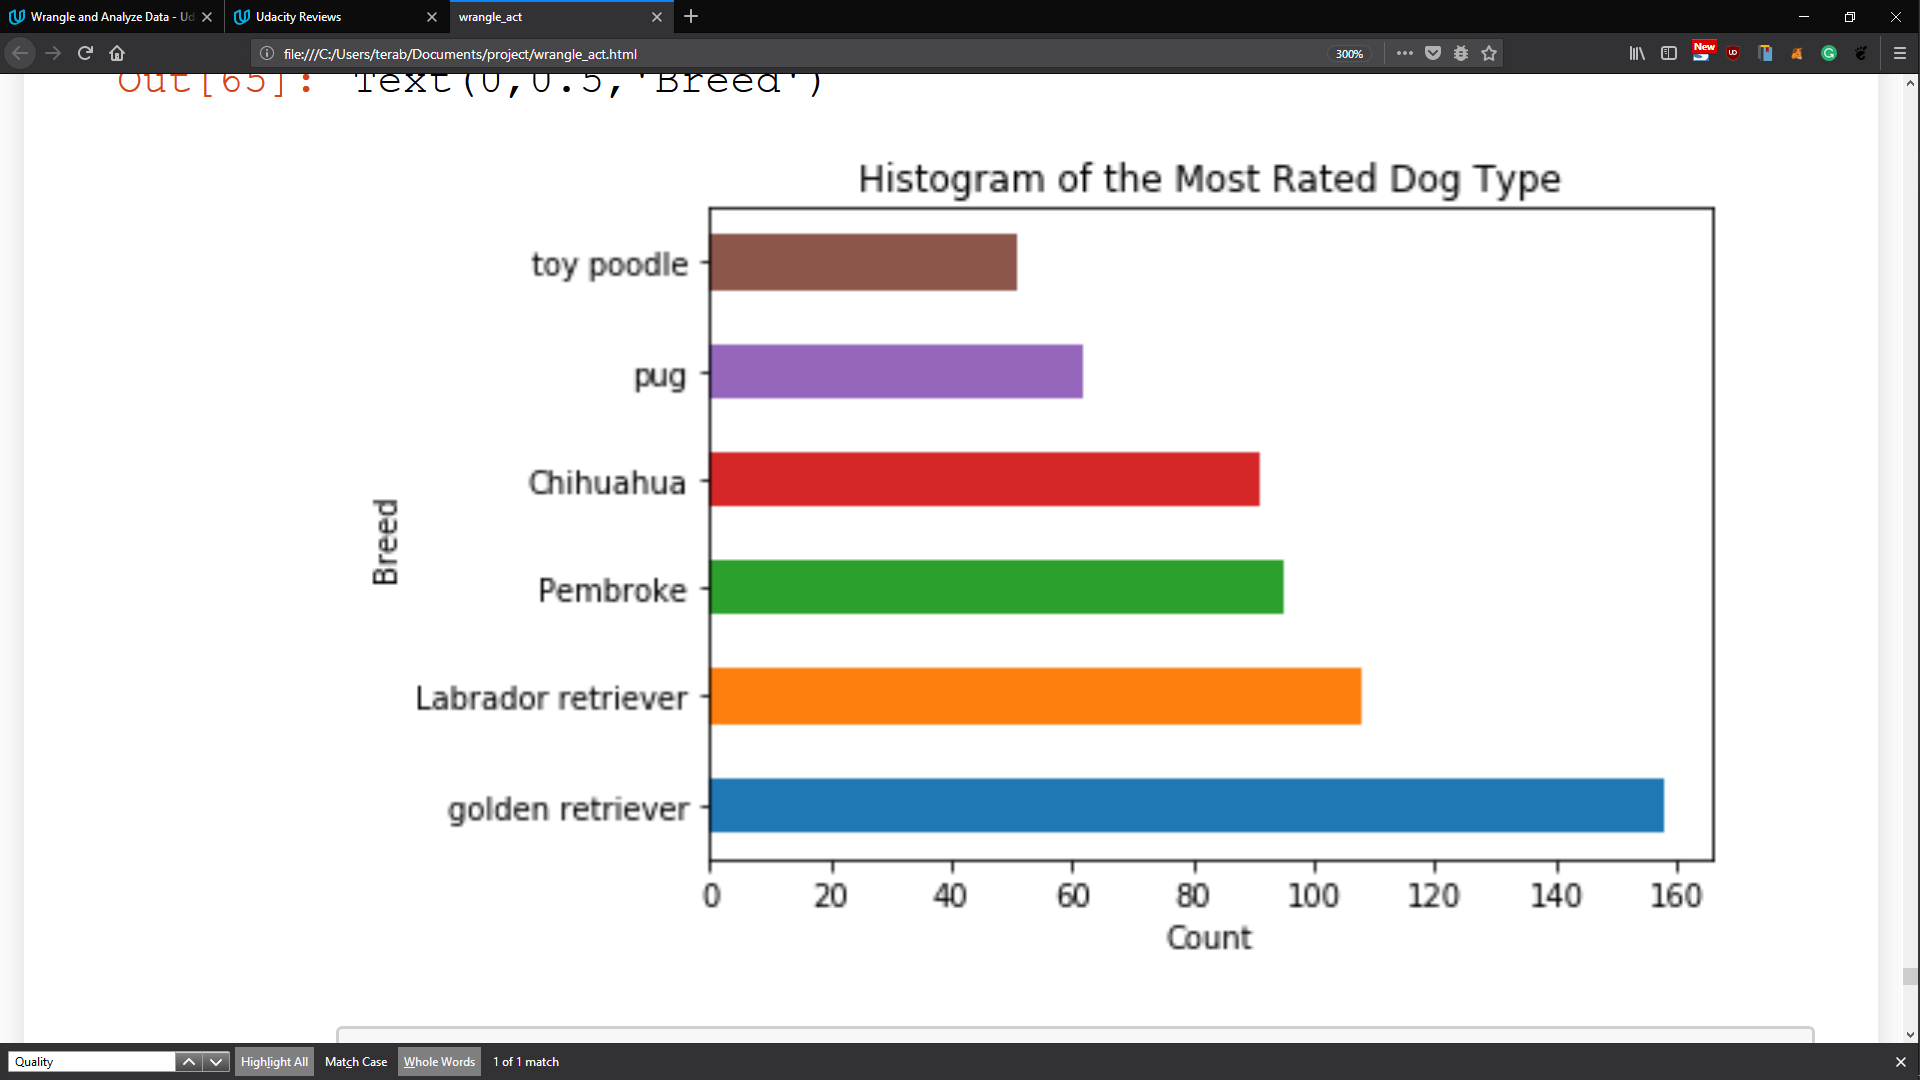 Wrangle and Analyze Data - Ud
Udacity Reviews
wrangle_act
file:///C:/Users/terab/Documents/project/wrangle_act.html
300%
New
Out[65]: Text(0,0.5,'Breed')
Histogram of the Most Rated Dog Type
toy poodle
pug
Chihuahua
Pembroke
Labrador retriever
golden retriever
Breed
0 20 40 60 80 100 120 140 160
Count
Quality
Highlight All
Match Case
Whole Words
1 of 1 match